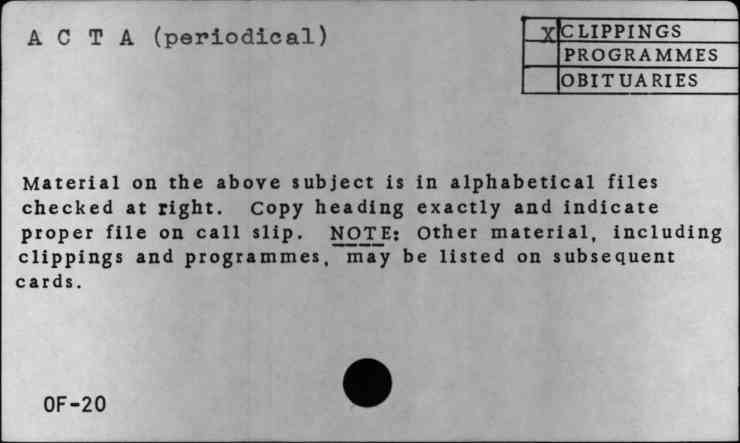 A C T A (periodical)
X CLIPPINGS
PROGRAMMES
OBITUARIES
Material on the above subject is in alphabetical files
checked at right. Copy heading exactly and indicate
proper file on call slip. NOTE: Other material, including
clippings and programmes, may be listed on subsequent
cards.
OF-20